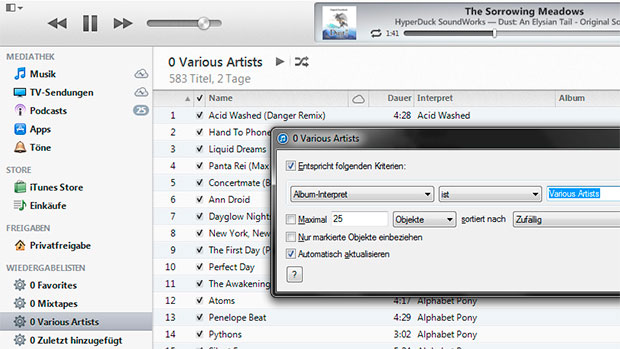 The Sorrowing Meadows
HyperDuck SoundWorks — Dust: An Elysian Tail - Original So
1:41
MEDIATHEK
Musik
TV-Sendungen
Podcasts 25
Apps
Töne
STORE
iTunes Store
Einkäufe
FREIGABEN
Privatfreigabe
WIEDERGABELISTEN
0 Favorites
0 Mixtapes
0 Various Artists
0 Zuletzt hinzugefügt
0 Various Artists
583 Titel, 2 Tage
Name Dauer Interpret Album
1 Acid Washed (Danger Remix) 4:28 Acid Washed
2 Hand To Phone
3 Liquid Dreams
4 Panta Rei (Max
5 Concertmate (B
6 Ann Droid
7 Dayglow Nights
8 New York, New
9 The First Day (P
10 Perfect Day
11 The Awakening
12 Atoms 4:17 Alphabet Pony
13 Penelope Beat 4:29 Alphabet Pony
14 Pythons 3:02 Alphabet Pony
0 Various Artists
Entspricht folgenden Kriterien:
Album-Interpret ist Various Artists
Maximal 25 Objekte sortiert nach Zufällig
Nur markierte Objekte einbeziehen
Automatisch aktualisieren
?